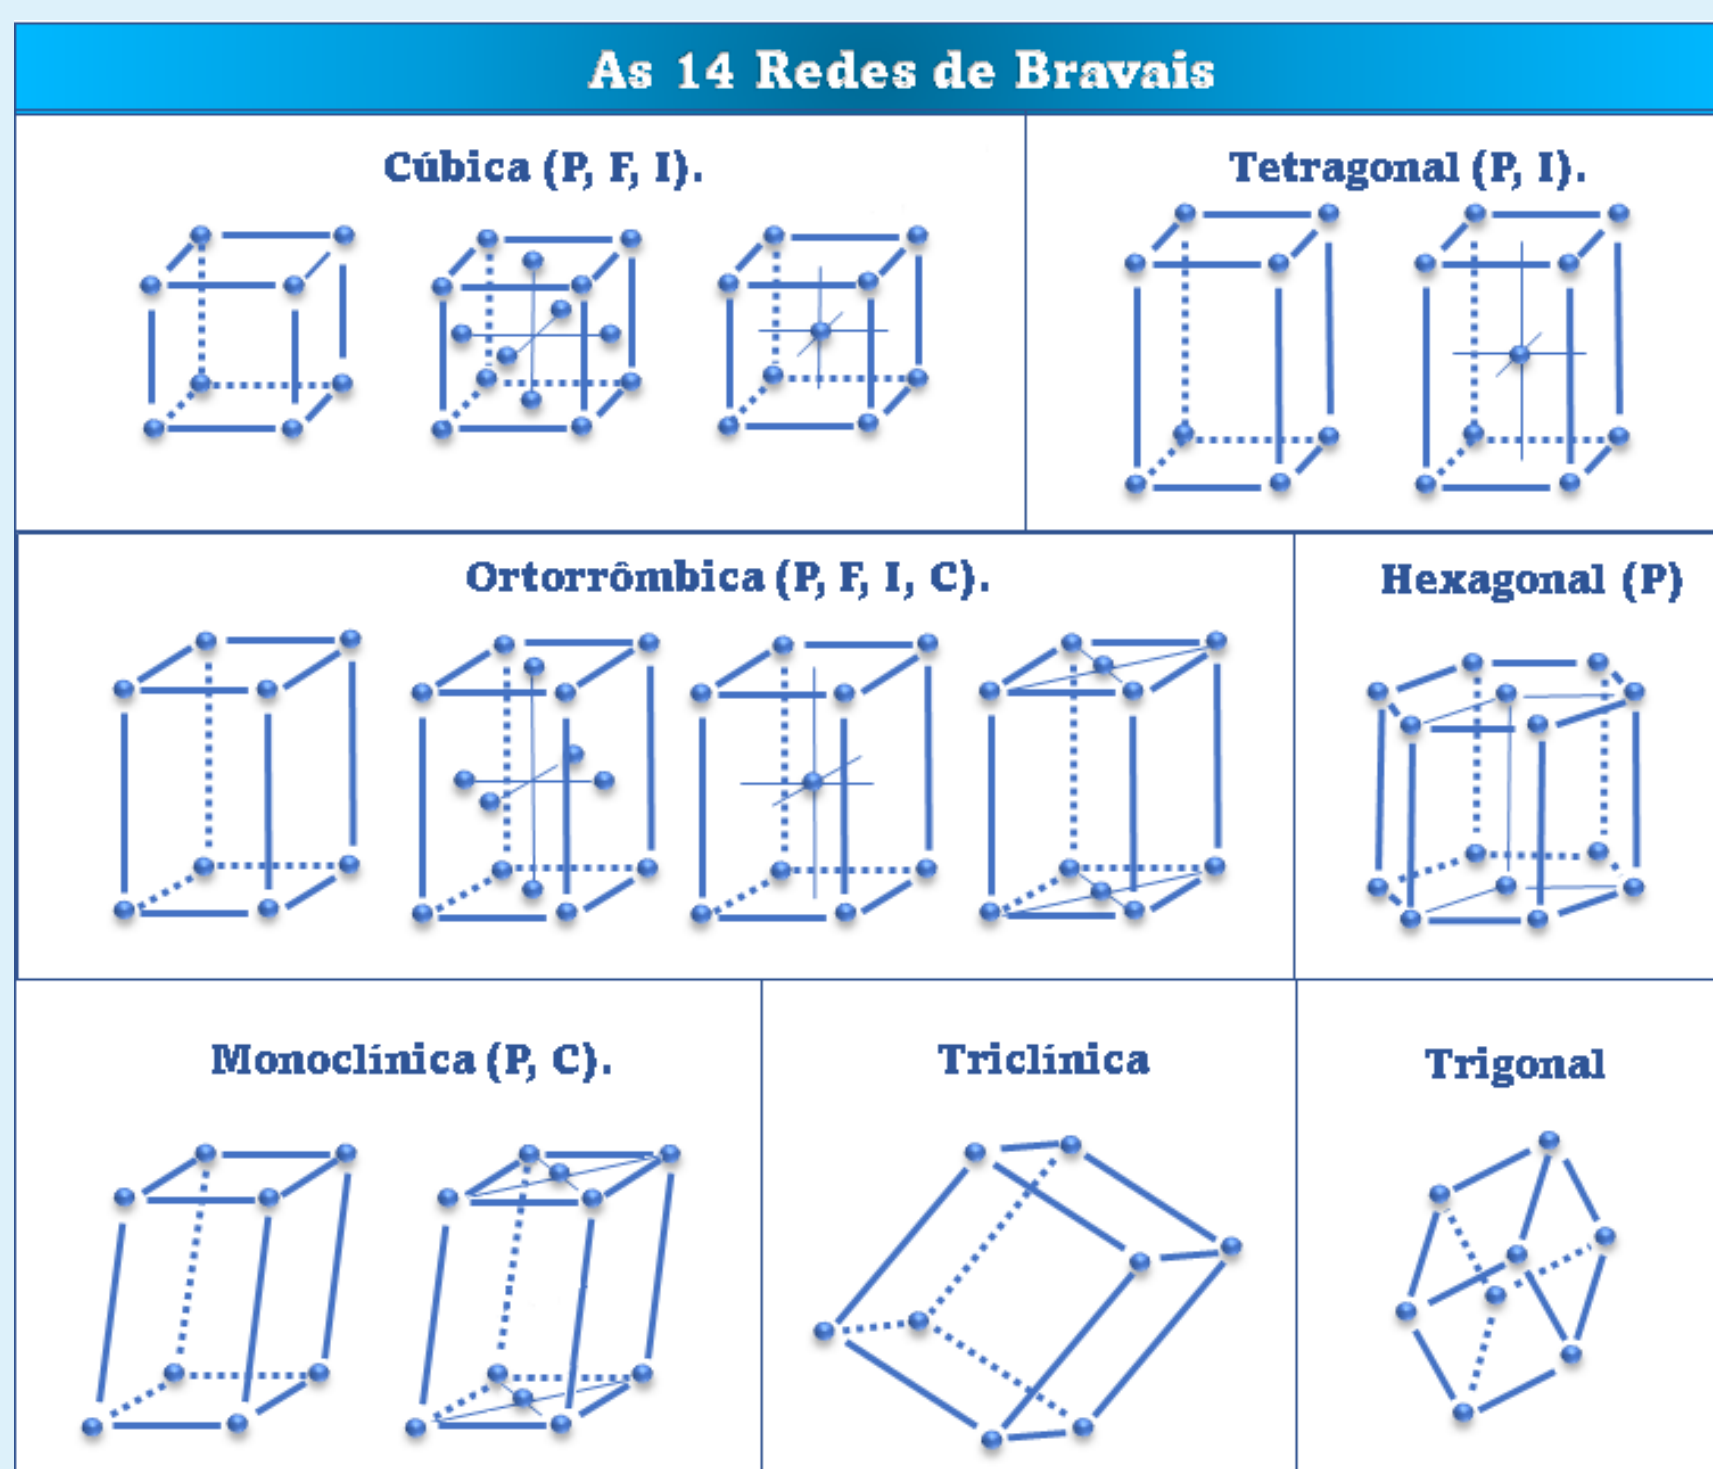 As 14 Redes de Bravais
Cúbica (P, F, I).
Tetragonal (P, I).
Ortorrômbica (P, F, I, C).
Hexagonal (P)
Monoclínica (P, C).
Triclínica
Trigonal